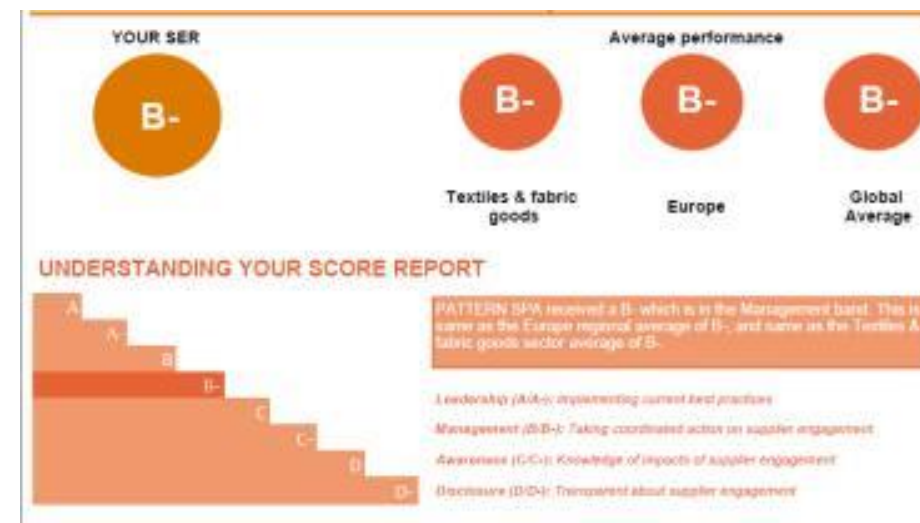 YOUR SER
Average performance
B-
B-
B-
B-
Textiles & fabric
goods
Europe
Global
Average
UNDERSTANDING YOUR SCORE REPORT
A
A-
B
B-
C
C-
D
D-
PATTERN SPA received a B- which is in the Management band. This is
same as the Europe regional average of B-, and same as the Textiles
fabric goods sector average of B-.
Leadership (A/A-): Implementing current best practices
Management (B/B-): Taking coordinated action on supplier engagement
Awareness (C/C-): Knowledge of impacts of supplier engagement
Disclosure (D/D-): Transparent about supplier engagement